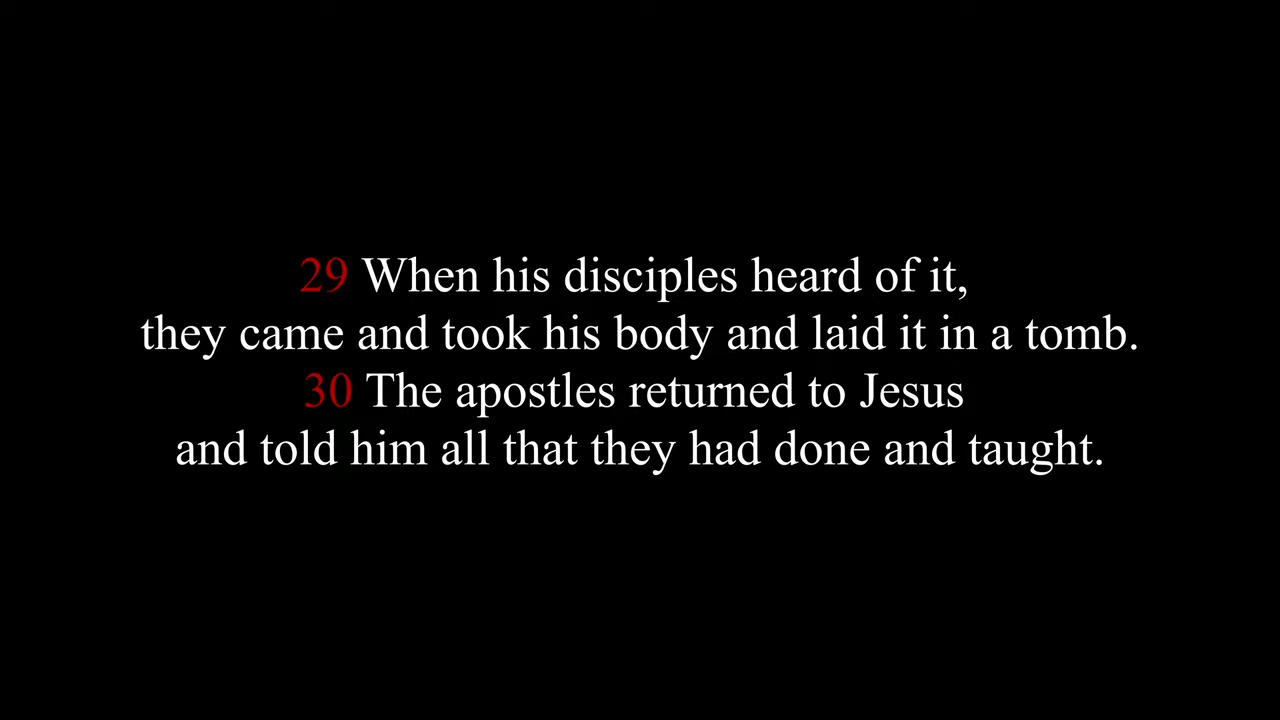 29 When his disciples heard of it,
they came and took his body and laid it in a tomb.
30 The apostles returned to Jesus
and told him all that they had done and taught.